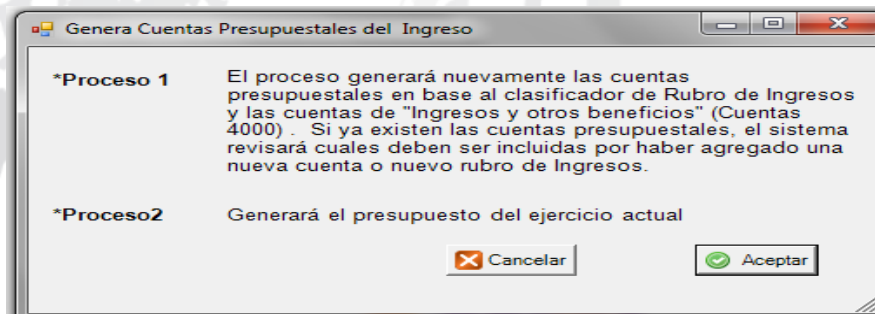 Genera Cuentas Presupuestales del Ingreso
*Proceso 1
El proceso generará nuevamente las cuentas
presupuestales en base al clasificador de Rubro de Ingresos
y las cuentas de "Ingresos y otros beneficios" (Cuentas
4000) . Si ya existen las cuentas presupuestales, el sistema
revisará cuales deben ser incluidas por haber agregado una
nueva cuenta o nuevo rubro de Ingresos.
*Proceso2
Generará el presupuesto del ejercicio actual
Cancelar
Aceptar